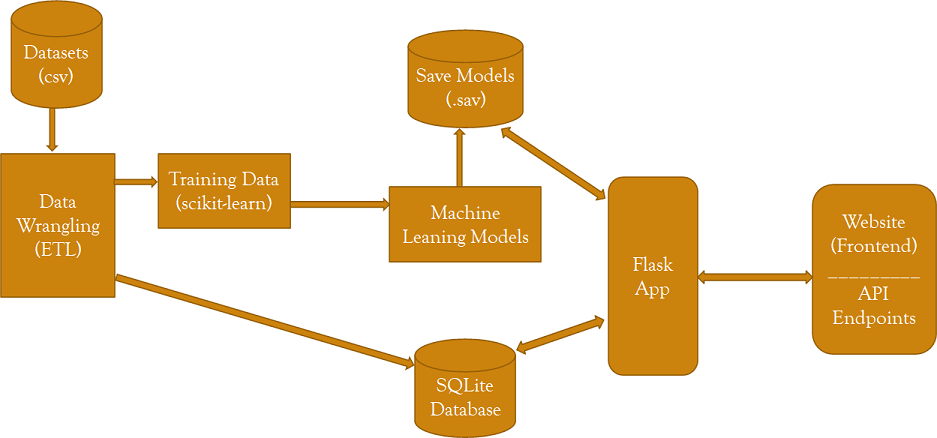 Datasets
(csv)
Save Models
(.sav)
Data
Wrangling
(ETL)
Training Data
(scikit-learn)
Machine
Leaning Models
Flask
App
Website
(Frontend)
_________
API
Endpoints
SQLite
Database